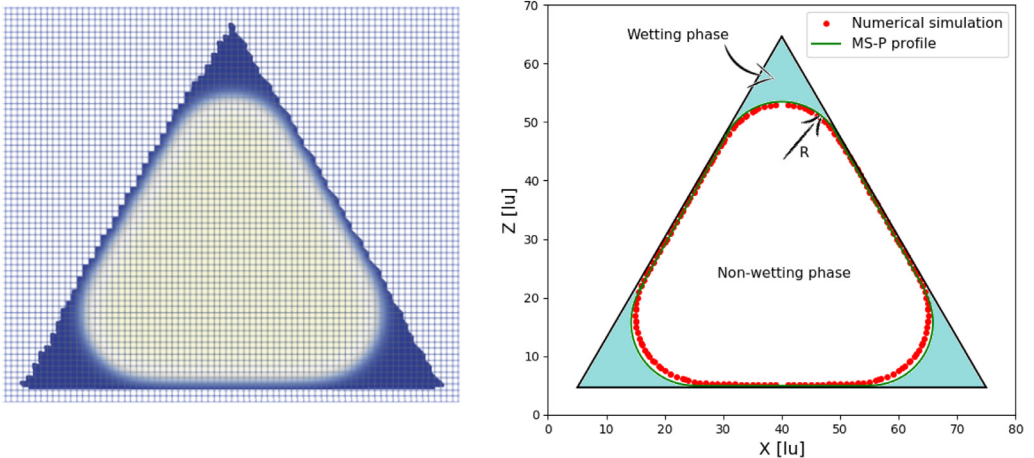 70
60
50
40
30
20
10
0
Z [lu]
Wetting phase
Numerical simulation
MS-P profile
R
Non-wetting phase
0 10 20 30 40 50 60 70 80
X [lu]